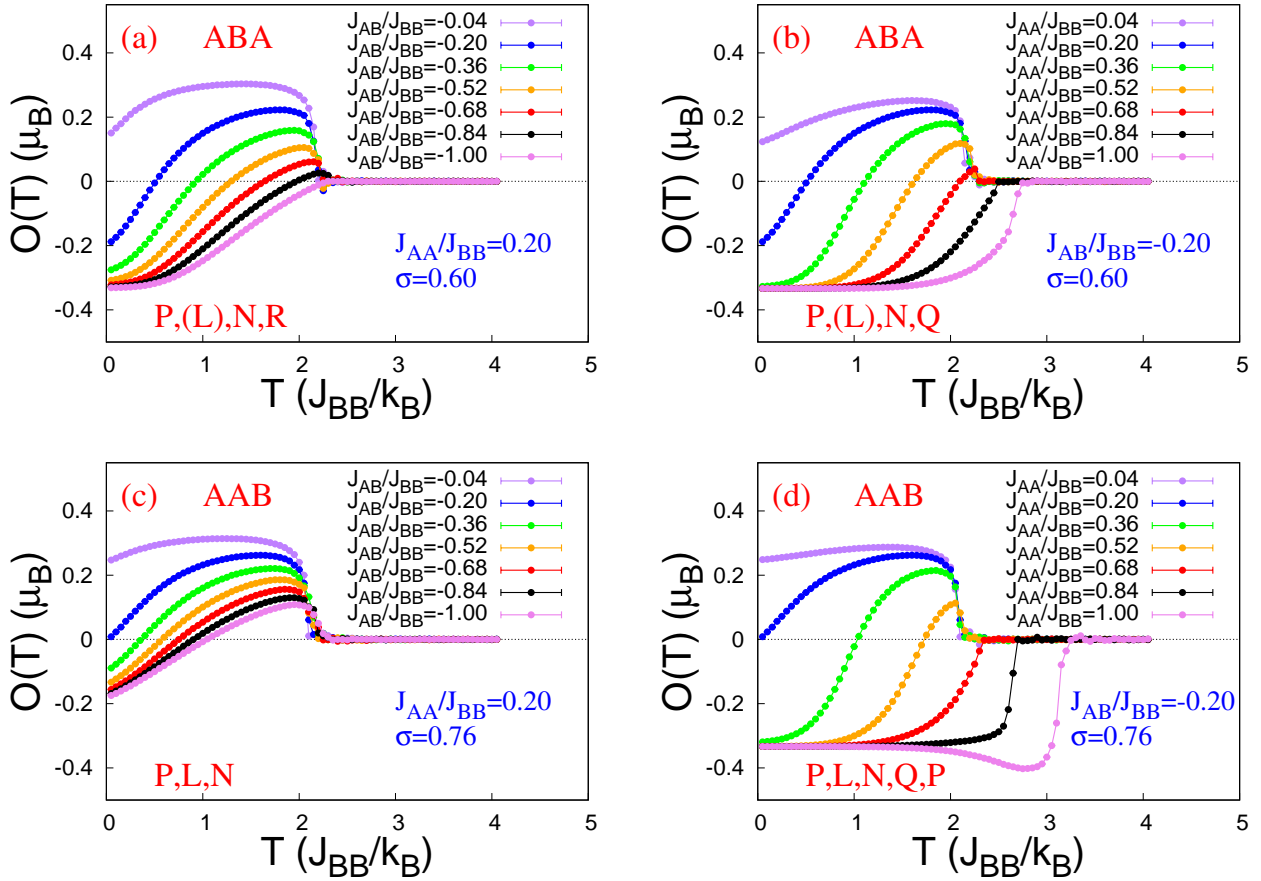 (a) ABA
J_AB/J_BB=-0.04
J_AB/J_BB=-0.20
J_AB/J_BB=-0.36
J_AB/J_BB=-0.52
J_AB/J_BB=-0.68
J_AB/J_BB=-0.84
J_AB/J_BB=-1.00
O(T) (μ_B)
0.4
0.2
0
-0.2
-0.4
J_AA/J_BB=0.20
σ=0.60
P,(L),N,R
0 1 2 3 4 5
T (J_BB/k_B)
(b) ABA
J_AA/J_BB=0.04
J_AA/J_BB=0.20
J_AA/J_BB=0.36
J_AA/J_BB=0.52
J_AA/J_BB=0.68
J_AA/J_BB=0.84
J_AA/J_BB=1.00
O(T) (μ_B)
0.4
0.2
0
-0.2
-0.4
J_AB/J_BB=-0.20
σ=0.60
P,(L),N,Q
0 1 2 3 4 5
T (J_BB/k_B)
(c) AAB
J_AB/J_BB=-0.04
J_AB/J_BB=-0.20
J_AB/J_BB=-0.36
J_AB/J_BB=-0.52
J_AB/J_BB=-0.68
J_AB/J_BB=-0.84
J_AB/J_BB=-1.00
O(T) (μ_B)
0.4
0.2
0
-0.2
-0.4
J_AA/J_BB=0.20
σ=0.76
P,L,N
0 1 2 3 4 5
T (J_BB/k_B)
(d) AAB
J_AA/J_BB=0.04
J_AA/J_BB=0.20
J_AA/J_BB=0.36
J_AA/J_BB=0.52
J_AA/J_BB=0.68
J_AA/J_BB=0.84
J_AA/J_BB=1.00
O(T) (μ_B)
0.4
0.2
0
-0.2
-0.4
J_AB/J_BB=-0.20
σ=0.76
P,L,N,Q,P
0 1 2 3 4 5
T (J_BB/k_B)